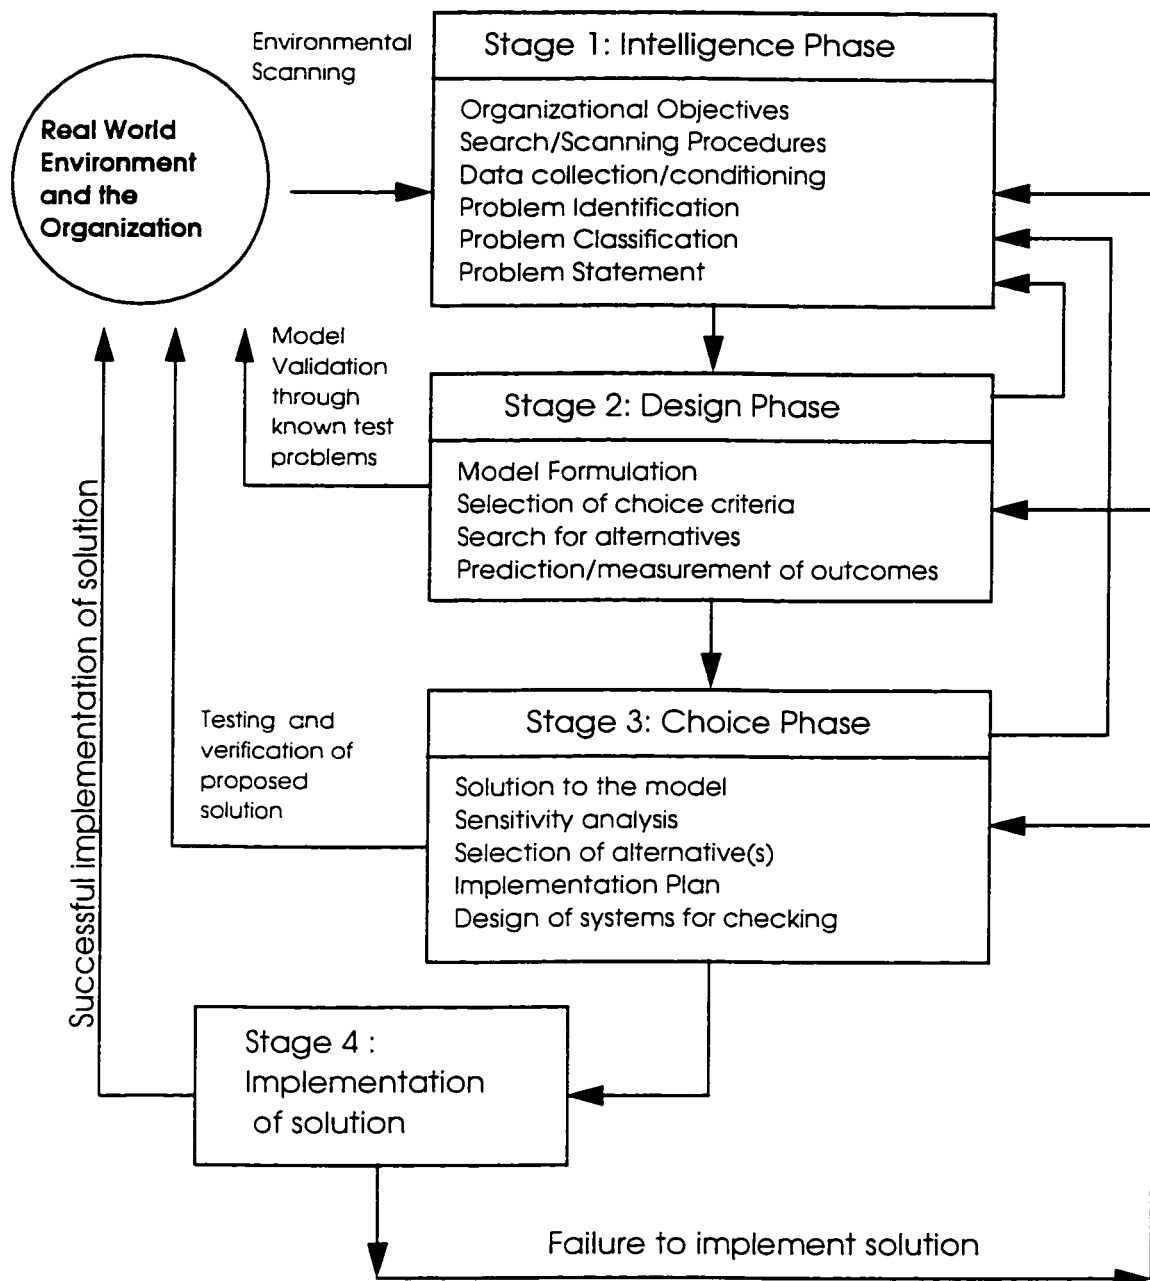 Environmental
Scanning
Stage 1: Intelligence Phase
Real World
Environment
and the
Organization
Organizational Objectives
Search/Scanning Procedures
Data collection/conditioning
Problem Identification
Problem Classification
Problem Statement
Model
Validation
through
known test
problems
Stage 2: Design Phase
Model Formulation
Selection of choice criteria
Search for alternatives
Prediction/measurement of outcomes
Successful implementation of solution
Testing and
verification of
proposed
solution
Stage 3: Choice Phase
Solution to the model
Sensitivity analysis
Selection of alternative(s)
Implementation Plan
Design of systems for checking
Stage 4 :
Implementation
of solution
Failure to implement solution